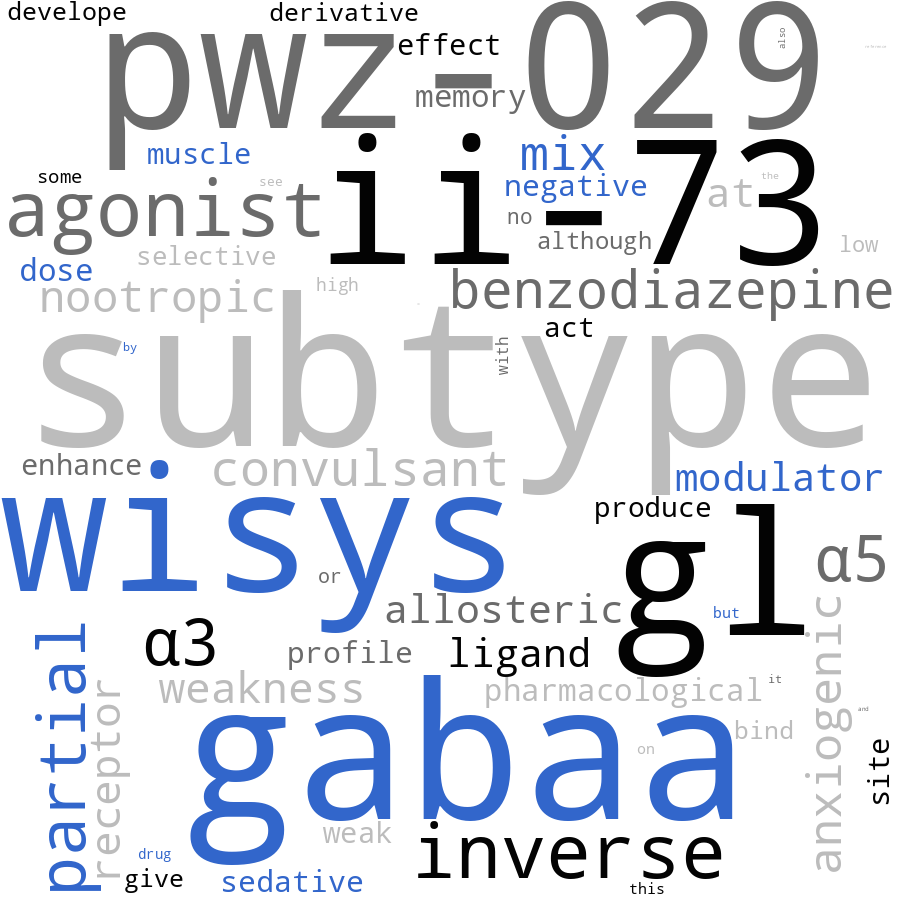 develope
derivative
pwz-029
also
effect
memory
muscle
mix
ii-73
some
see
negative
at
the
agonist
no
although
low
selective
dose
nootropic
high
benzodiazepine
act
subtype
by
with
enhance
convulsant
modulator
wisys
produce
gl
α5
or
allosteric
but
α3
profile
ligand
anxiogenic
partial
receptor
weakness
pharmacological
it
and
gabaa
bind
on
site
weak
inverse
drug
give
sedative
this